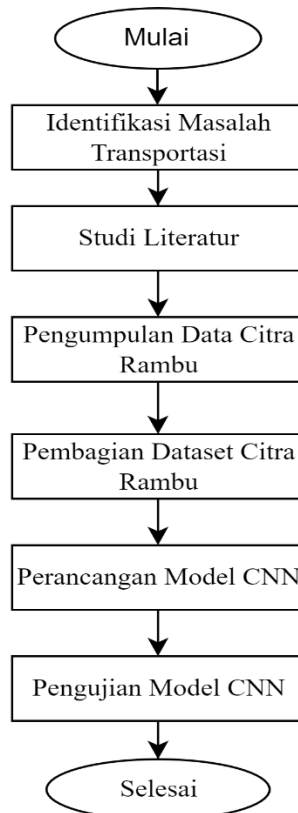 Mulai
Identifikasi Masalah
Transportasi
Studi Literatur
Pengumpulan Data Citra
Rambu
Pembagian Dataset Citra
Rambu
Perancangan Model CNN
Pengujian Model CNN
Selesai